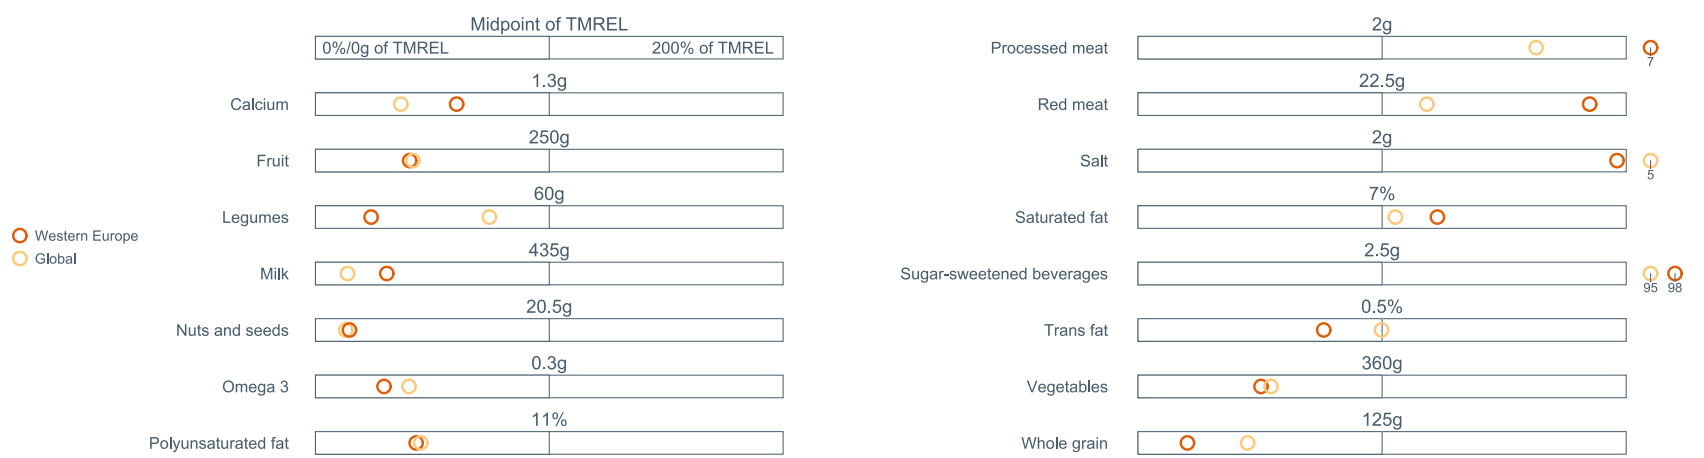 Midpoint of TMREL
0%/0g of TMREL 200% of TMREL
1.3g
Calcium
250g
Fruit
60g
Legumes
435g
Milk
20.5g
Nuts and seeds
0.3g
Omega 3
11%
Polyunsaturated fat
Western Europe
Global
2g
Processed meat
7
22.5g
Red meat
2g
Salt
5
7%
Saturated fat
2.5g
Sugar-sweetened beverages
95 98
0.5%
Trans fat
360g
Vegetables
125g
Whole grain